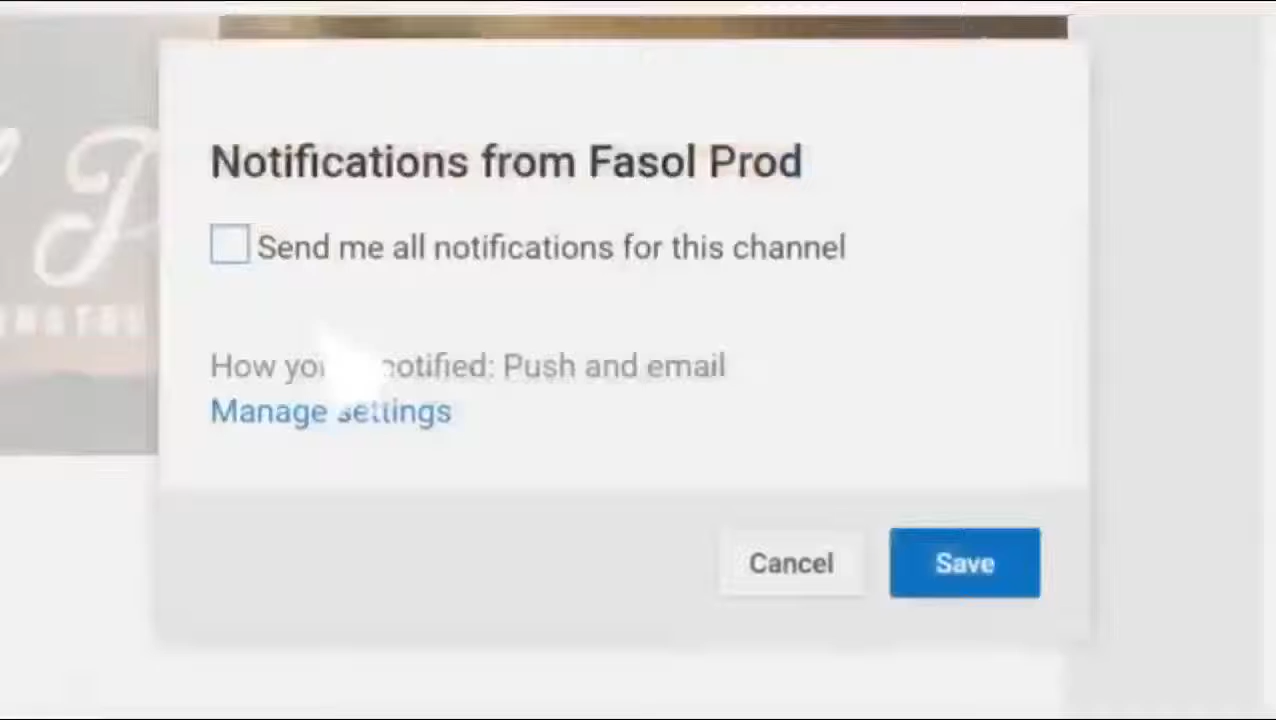 Notifications from Fasol Prod
Send me all notifications for this channel
notified: Push and email
How
Manage settings
Cancel
Save